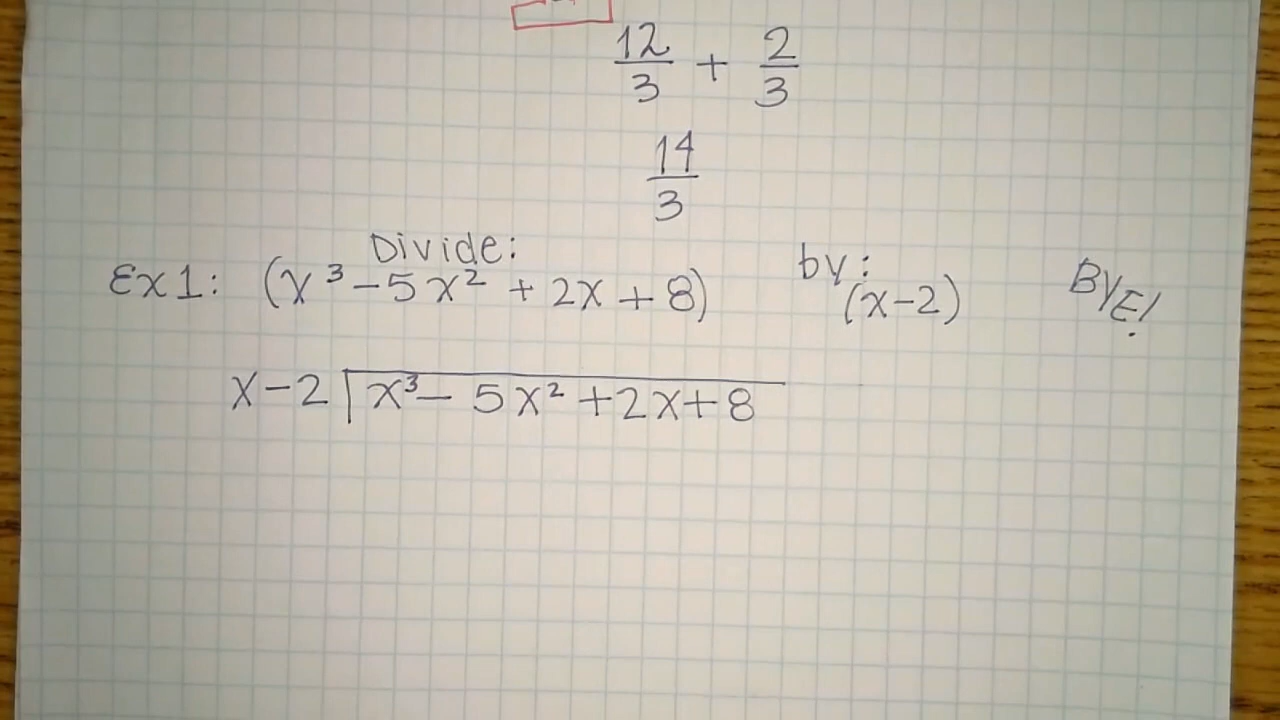 12/3 + 2/3
14/3
Divide: by:
Ex1: (x³ - 5x² + 2x + 8) (x-2) BYE!
x-2 √x³ - 5x² + 2x + 8